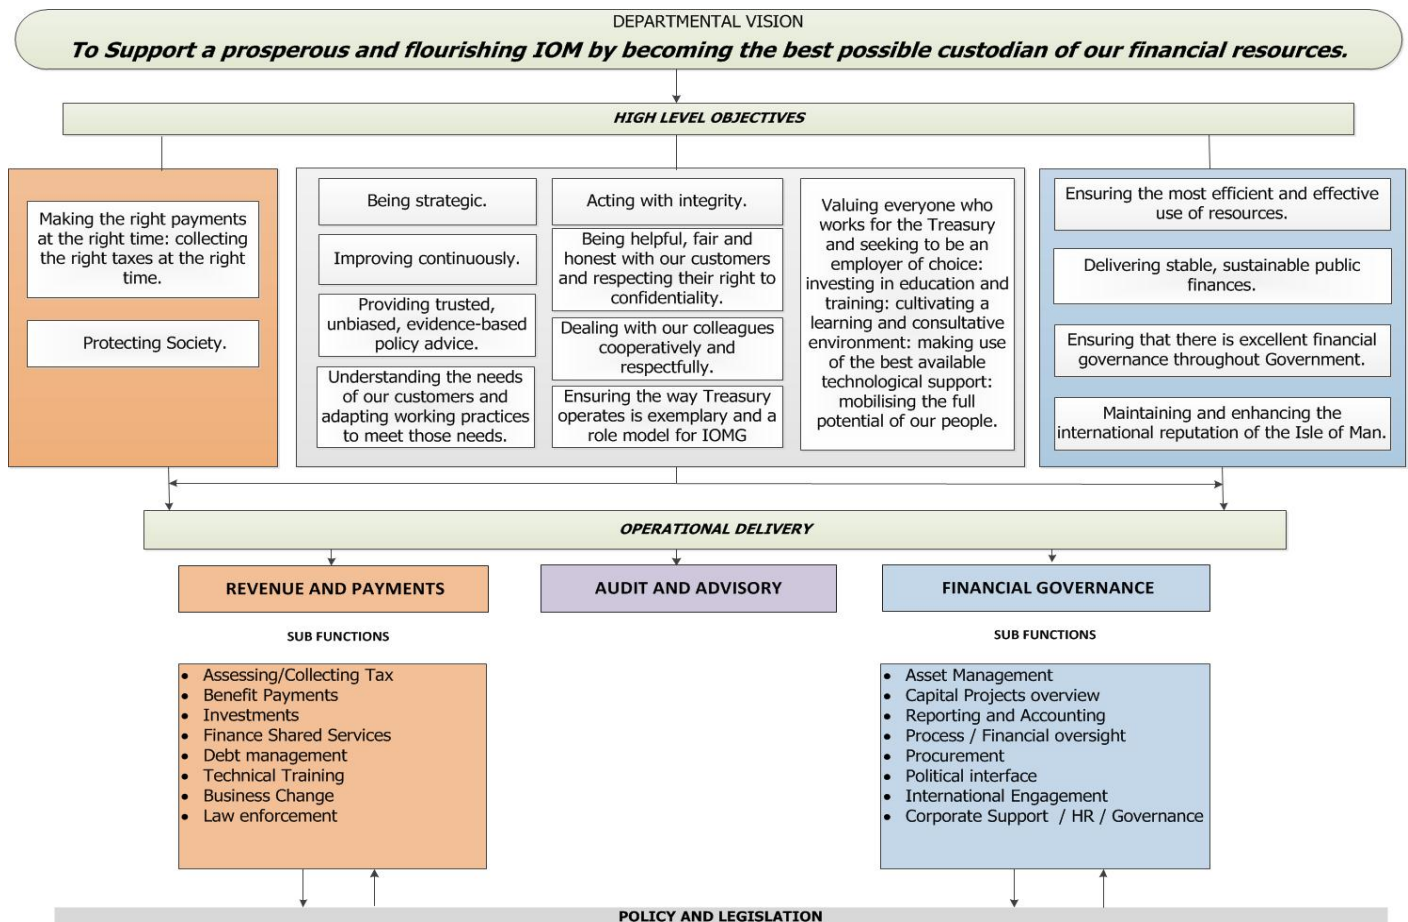 DEPARTMENTAL VISION
To Support a prosperous and flourishing IOM by becoming the best possible custodian of our financial resources.
HIGH LEVEL OBJECTIVES
Making the right payments
at the right time: collecting
the right taxes at the right
time.
Protecting Society.
Being strategic.
Improving continuously.
Providing trusted,
unbiased, evidence-based
policy advice.
Understanding the needs
of our customers and
adapting working practices
to meet those needs.
Acting with integrity.
Being helpful, fair and
honest with our customers
and respecting their right to
confidentiality.
Dealing with our colleagues
cooperatively and
respectfully.
Ensuring the way Treasury
operates is exemplary and a
role model for IOMG
Valuing everyone who
works for the Treasury
and seeking to be an
employer of choice:
investing in education and
training: cultivating a
learning and consultative
environment: making use
of the best available
technological support:
mobilising the full
potential of our people.
Ensuring the most efficient and effective
use of resources.
Delivering stable, sustainable public
finances.
Ensuring that there is excellent financial
governance throughout Government.
Maintaining and enhancing the
international reputation of the Isle of Man.
OPERATIONAL DELIVERY
REVENUE AND PAYMENTS
SUB FUNCTIONS
• Assessing/Collecting Tax
• Benefit Payments
• Investments
• Finance Shared Services
• Debt management
• Technical Training
• Business Change
• Law enforcement
AUDIT AND ADVISORY
FINANCIAL GOVERNANCE
SUB FUNCTIONS
• Asset Management
• Capital Projects overview
• Reporting and Accounting
• Process / Financial oversight
• Procurement
• Political interface
• International Engagement
• Corporate Support / HR / Governance
POLICY AND LEGISLATION